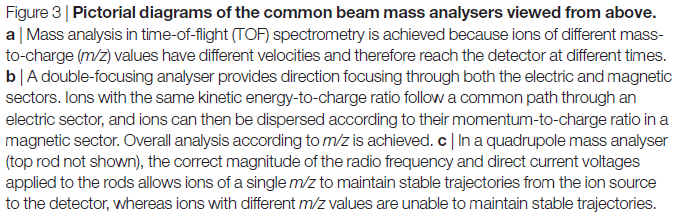 Figure 3 | Pictorial diagrams of the common beam mass analysers viewed from above.
a | Mass analysis in time-of-flight (TOF) spectrometry is achieved because ions of different mass-
to-charge (m/z) values have different velocities and therefore reach the detector at different times.
b | A double-focusing analyser provides direction focusing through both the electric and magnetic
sectors. Ions with the same kinetic energy-to-charge ratio follow a common path through an
electric sector, and ions can then be dispersed according to their momentum-to-charge ratio in a
magnetic sector. Overall analysis according to m/z is achieved. c | In a quadrupole mass analyser
(top rod not shown), the correct magnitude of the radio frequency and direct current voltages
applied to the rods allows ions of a single m/z to maintain stable trajectories from the ion source
to the detector, whereas ions with different m/z values are unable to maintain stable trajectories.